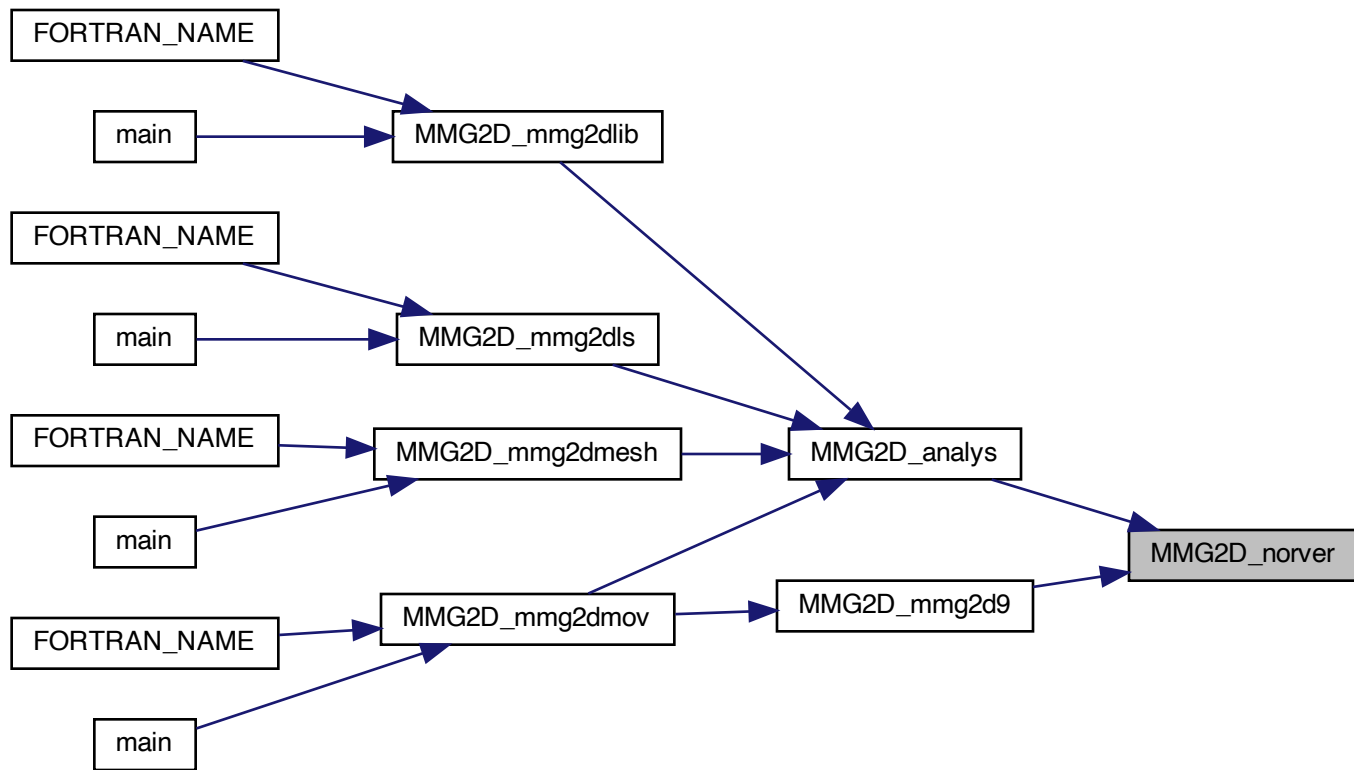 FORTRAN_NAME
main
MMG2D_mmg2dlib
FORTRAN_NAME
main
MMG2D_mmg2dls
FORTRAN_NAME
main
MMG2D_mmg2dmesh
MMG2D_analys
MMG2D_norver
FORTRAN_NAME
main
MMG2D_mmg2dmov
MMG2D_mmg2d9